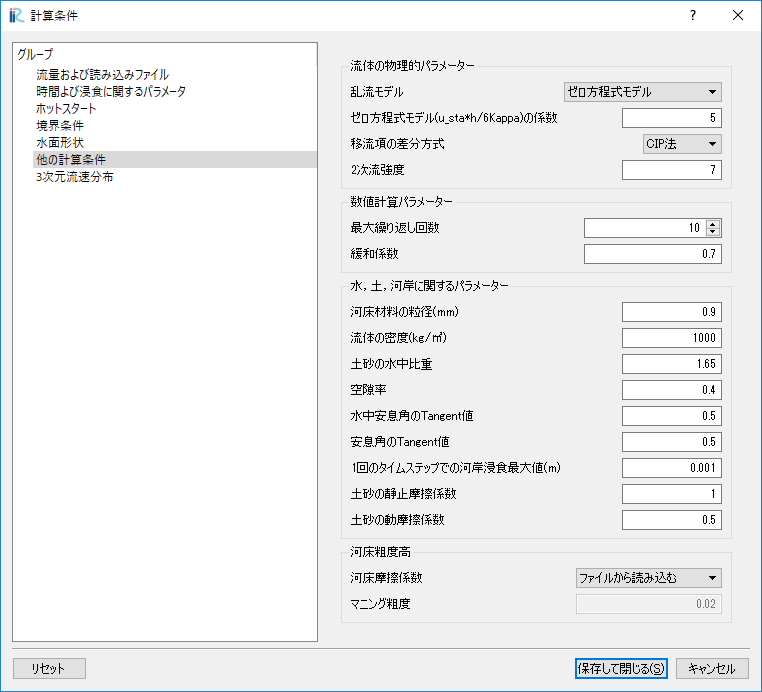 計算条件
グループ
流量および読み込みファイル
時間よび浸食に関するパラメータ
ホットスタート
境界条件
水面形状
他の計算条件
3次元流速分布
流体の物理的パラメーター
乱流モデル ゼロ方程式モデル
ゼロ方程式モデル(u_sta*h/6Kappa)の係数 5
移流項の差分方式 CIP法
2次流強度 7
数値計算パラメーター
最大繰り返し回数 10
緩和係数 0.7
水，土，河岸に関するパラメーター
河床材料の粒径(mm) 0.9
流体の密度(kg/㎥) 1000
土砂の水中比重 1.65
空隙率 0.4
水中安息角のTangent値 0.5
安息角のTangent値 0.5
1回のタイムステップでの河岸浸食最大値(m) 0.001
土砂の静止摩擦係数 1
土砂の動摩擦係数 0.5
河床粗度高
河床摩擦係数 ファイルから読み込む
マニング粗度 0.02
リセット 保存して閉じる(S) キャンセル